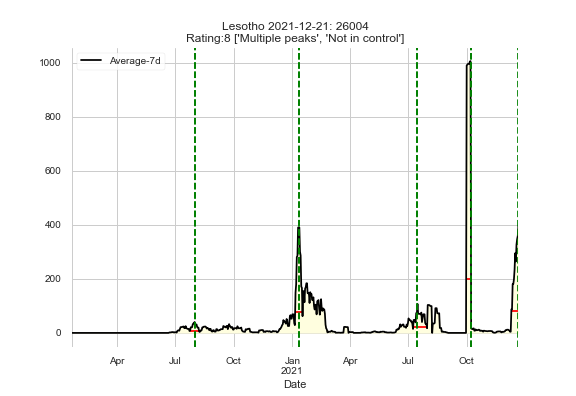 Lesotho 2021-12-21: 26004
Rating:8 ['Multiple peaks', 'Not in control']
Average-7d
1000
800
600
400
200
0
Apr Jul Oct Jan Apr Jul Oct
2021
Date